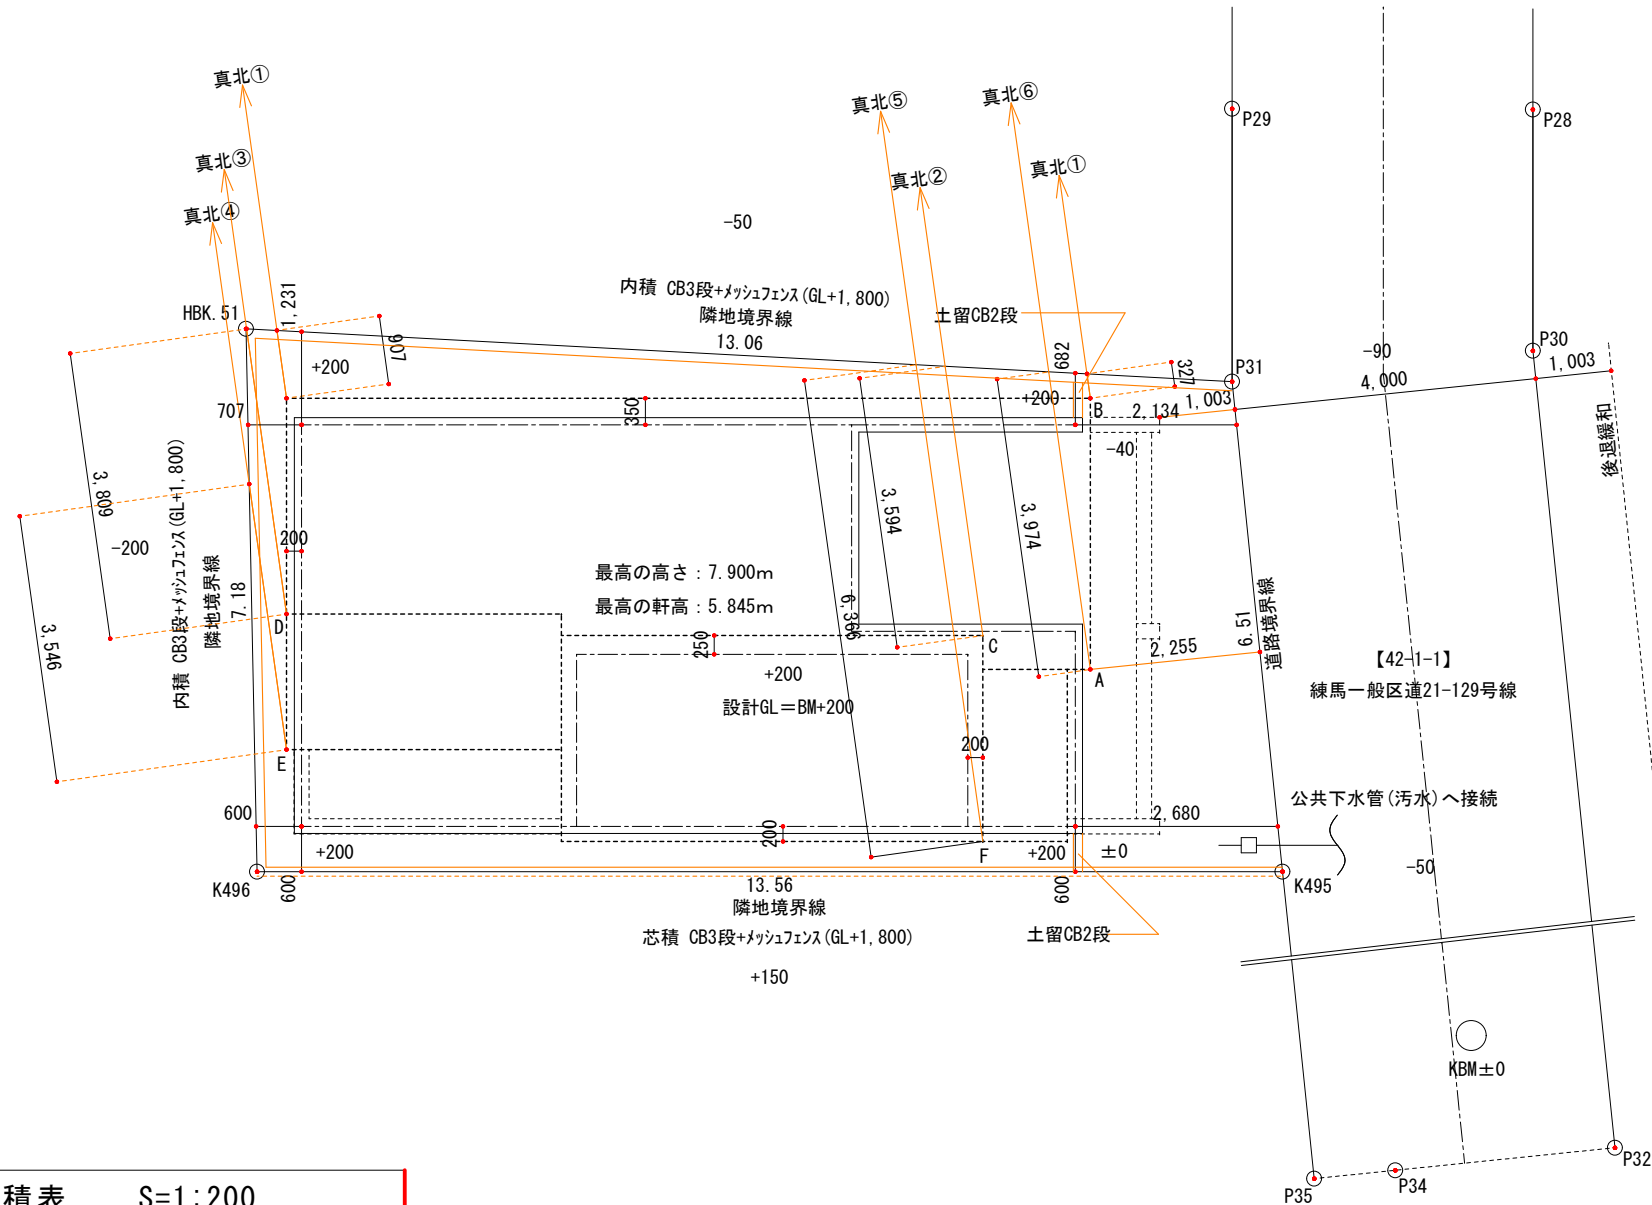 真北①
真北③
真北④
真北⑤
真北⑥
真北②
真北①
P29
P28
-50
内積 CB3段+メッシュフェンス(GL+1,800)
隣地境界線
13.06
土留CB2段
HBK.51
1,231
907
+200
682
327
P31
-90
P30
1,003
4,000
707
350
+200
B
2,134
1,003
-40
後退緩和
3,809
-200
内積 CB3段+メッシュフェンス(GL+1,800)
隣地境界線
7.18
200
3,594
3,974
最高の高さ:7.900m
最高の軒高:5.845m
6,366
D
3,546
250
C
+200
設計GL=BM+200
A
2,255
6.51
道路境界線
【42-1-1】
練馬一般区道21-129号線
E
200
600
2,680
公共下水管(汚水)へ接続
200
+200
600
F
+200
±0
600
K496
13.56
隣地境界線
芯積 CB3段+メッシュフェンス(GL+1,800)
+150
土留CB2段
K495
-50
KBM±0
P32
P34
P35
積表 S=1:200